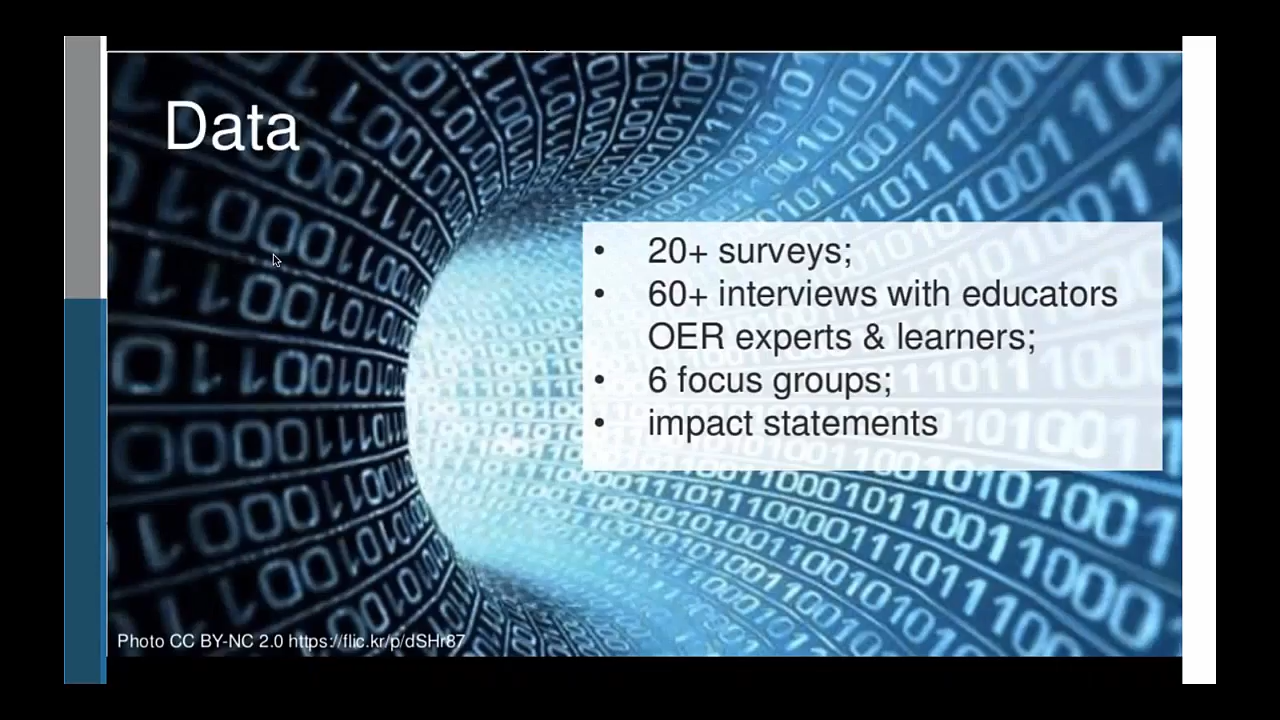 Data
• 20+ surveys;
• 60+ interviews with educators
OER experts & learners;
• 6 focus groups;
• impact statements
Photo CC BY-NC 2.0 https://flic.kr/p/dSHr87